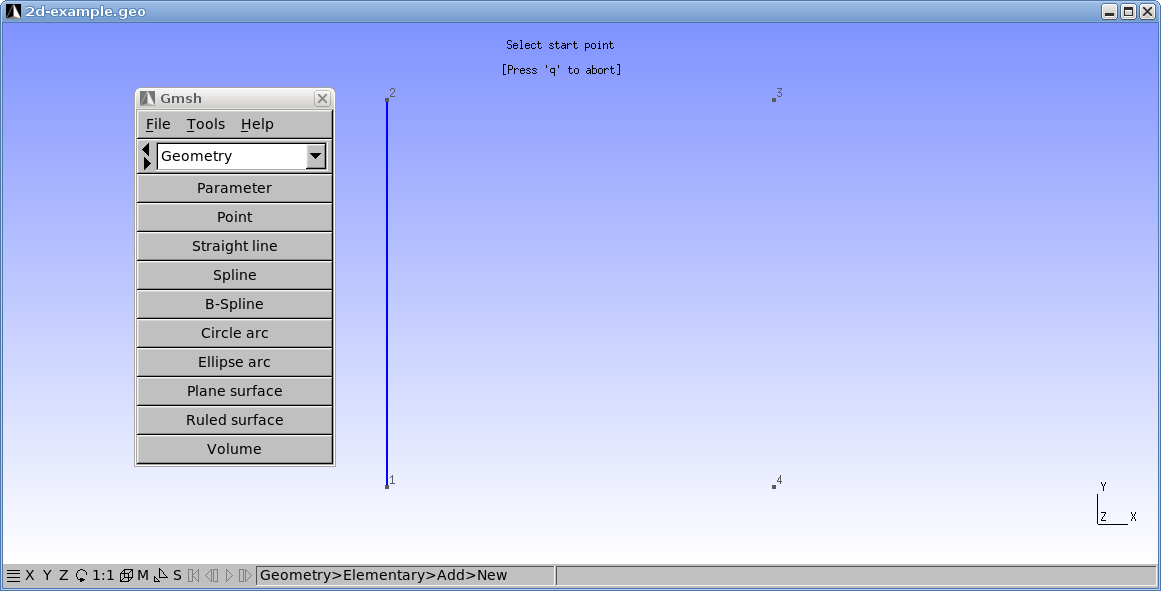 2d-example.geo
Select start point
[Press 'q' to abort]
2
3
Gmsh
File Tools Help
Geometry
Parameter
Point
Straight line
Spline
B-Spline
Circle arc
Ellipse arc
Plane surface
Ruled surface
Volume
1
4
Y
Z X
X Y Z 1:1 M S Geometry>Elementary>Add>New